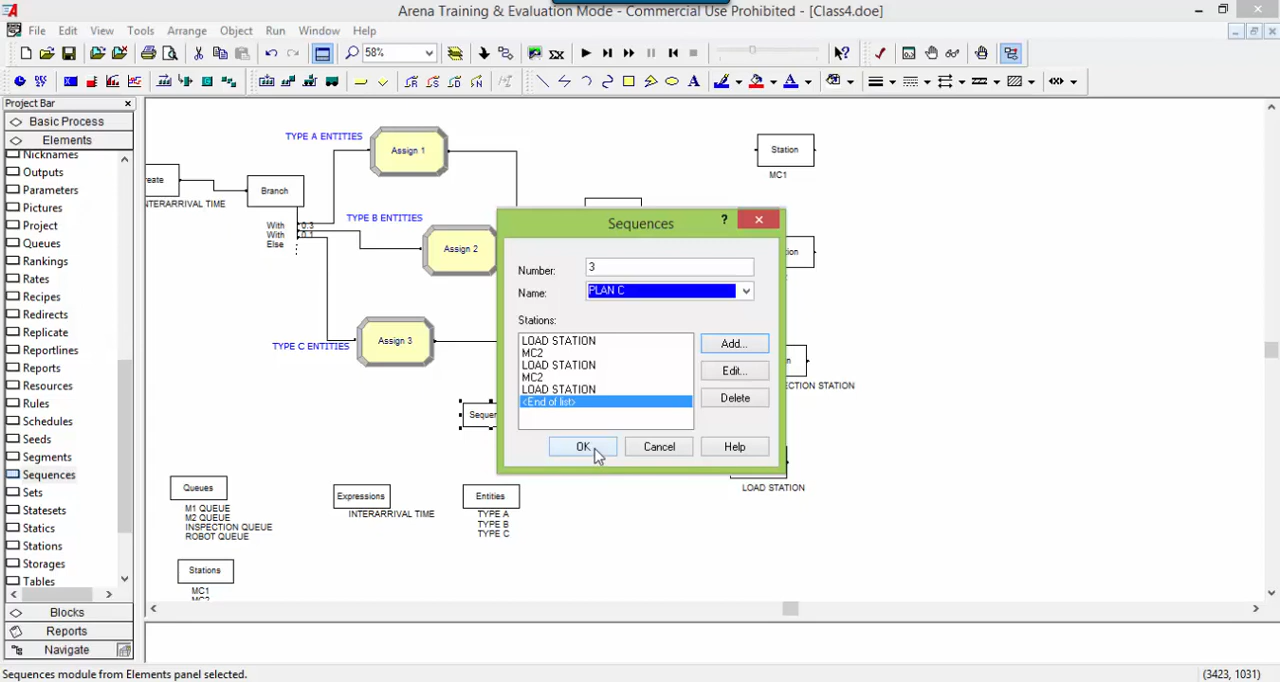 Arena Training & Evaluation Mode - Commercial Use Prohibited - [Class4.doe]
File Edit View Tools Arrange Object Run Window Help
58%
Project Bar
Basic Process
Elements
Nicknames
Outputs
Parameters
Pictures
Project
Queues
Rankings
Rates
Recipes
Redirects
Replicate
Reportlines
Reports
Resources
Rules
Schedules
Seeds
Segments
Sequences
Sets
Statesets
Statics
Stations
Storages
Tables
Blocks
Reports
Navigate
TYPE A ENTITIES
Assign 1
Station
MC1
Branch
NTERARRIVAL TIME
With 0.3
With 0.1
Else
TYPE B ENTITIES
Assign 2
TYPE C ENTITIES
Assign 3
ECTION STATION
LOAD STATION
Queues
M1 QUEUE
M2 QUEUE
INSPECTION QUEUE
ROBOT QUEUE
Expressions
INTERARRIVAL TIME
Entities
TYPE A
TYPE B
TYPE C
Stations
MC1
Sequences
?
Number: 3
Name: PLAN C
Stations:
LOAD STATION
MC2
LOAD STATION
MC2
LOAD STATION
<End of list>
Add...
Edit...
Delete
OK Cancel Help
Sequences module from Elements panel selected.
(3423, 1031)